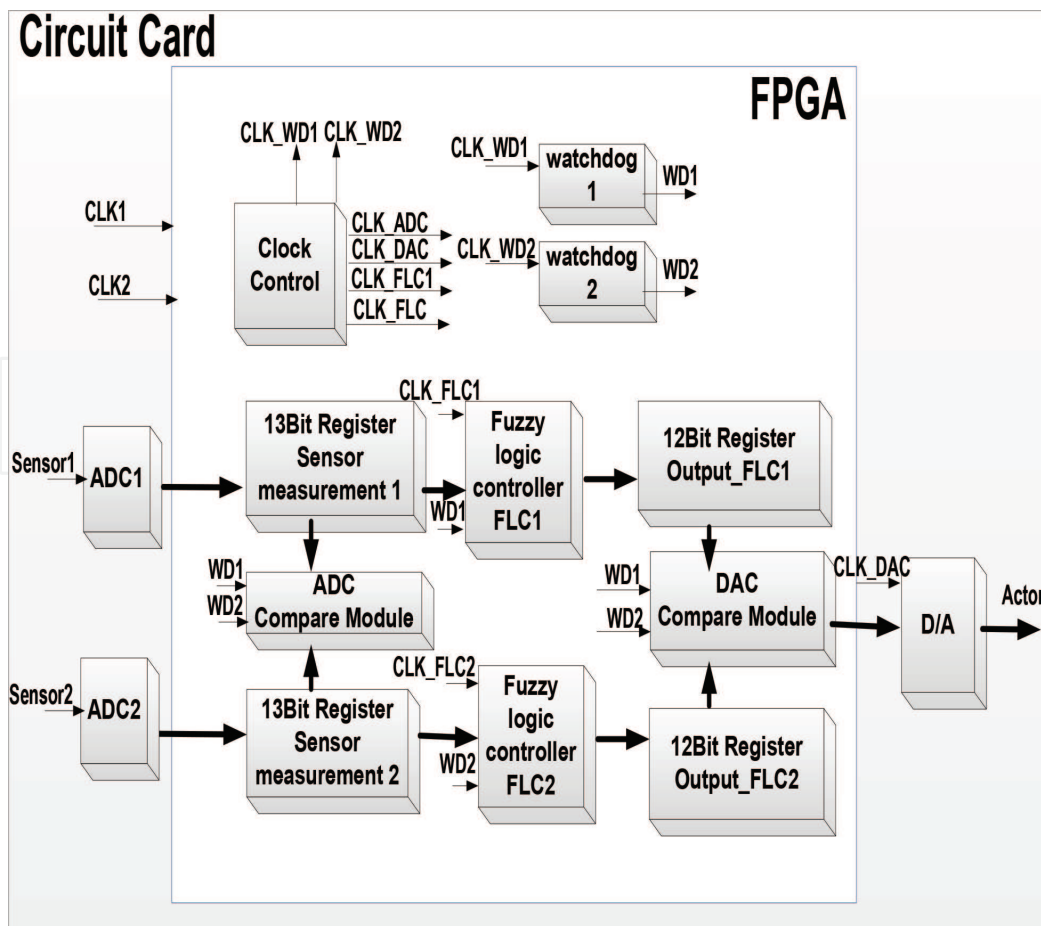 Circuit Card
FPGA
CLK_WD1
CLK_WD2
CLK1
CLK2
Clock
Control
CLK_ADC
CLK_DAC
CLK_FLC1
CLK_FLC
CLK_WD1
watchdog
1
WD1
CLK_WD2
watchdog
2
WD2
Sensor1
ADC1
13Bit Register
Sensor
measurement 1
CLK_FLC1
WD1
Fuzzy
logic
controller
FLC1
12Bit Register
Output_FLC1
WD1
WD2
ADC
Compare Module
WD1
WD2
DAC
Compare Module
CLK_DAC
D/A
Actor
Sensor2
ADC2
13Bit Register
Sensor
measurement 2
CLK_FLC2
WD2
Fuzzy
logic
controller
FLC2
12Bit Register
Output_FLC2